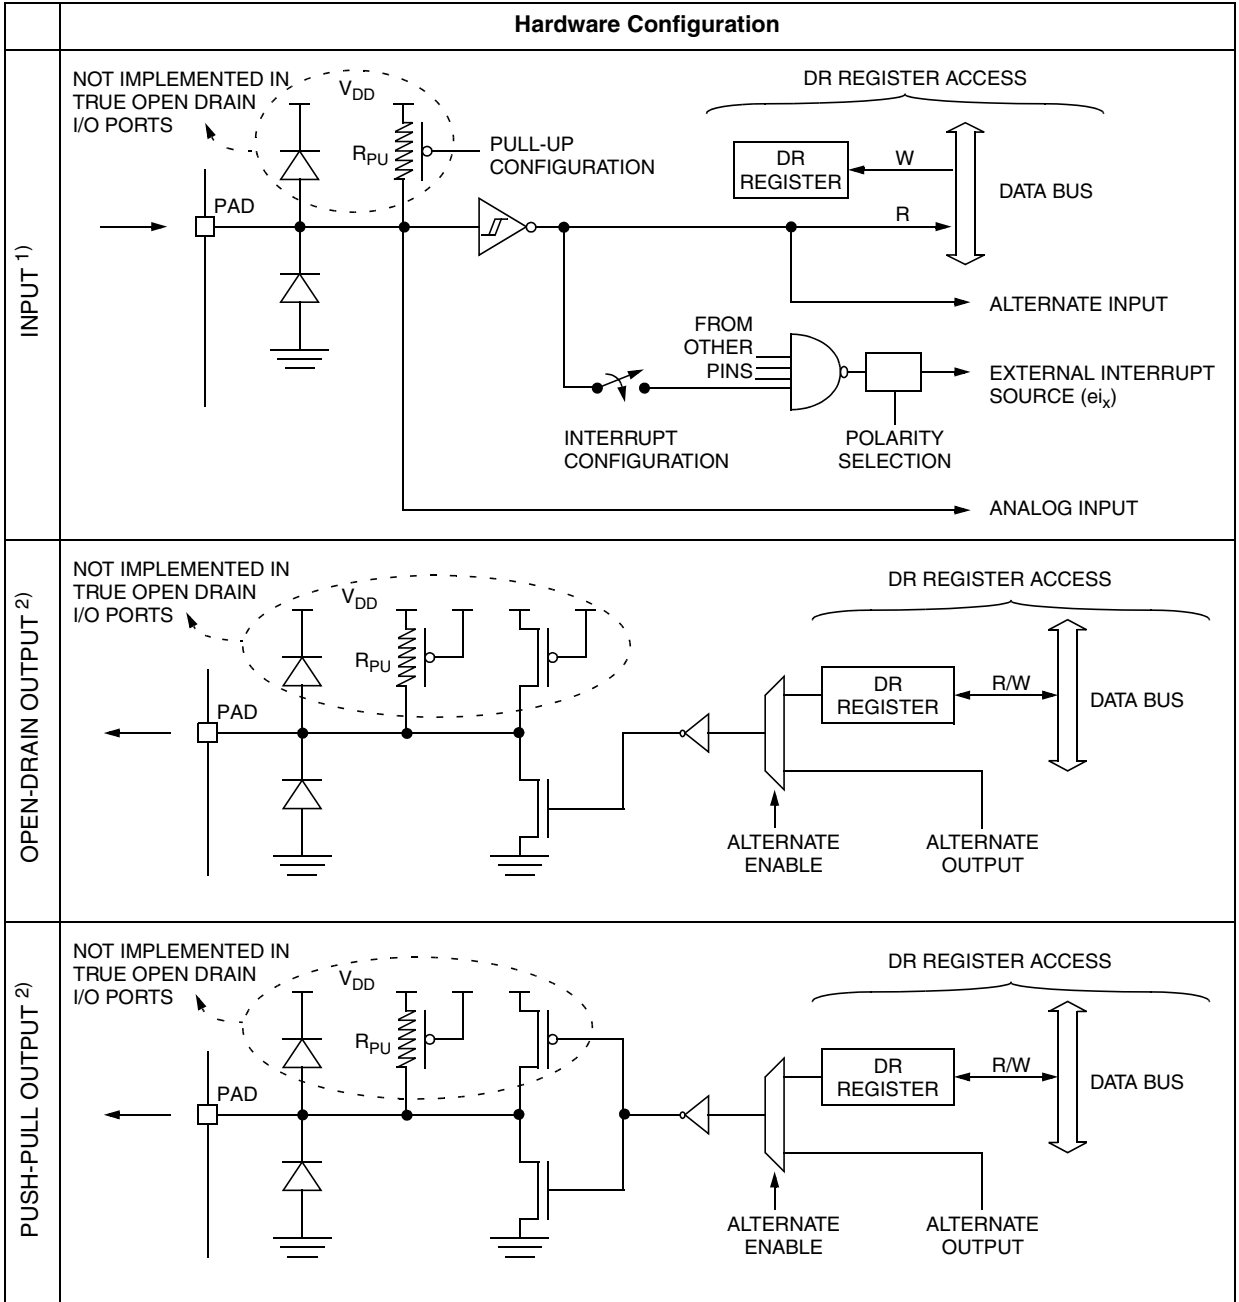 Hardware Configuration
INPUT 1)
NOT IMPLEMENTED IN
TRUE OPEN DRAIN
I/O PORTS
VDD
RPU
PULL-UP
CONFIGURATION
PAD
DR REGISTER ACCESS
DR
REGISTER
W
R
DATA BUS
ALTERNATE INPUT
FROM
OTHER
PINS
EXTERNAL INTERRUPT
SOURCE (eix)
INTERRUPT
CONFIGURATION
POLARITY
SELECTION
ANALOG INPUT
OPEN-DRAIN OUTPUT 2)
NOT IMPLEMENTED IN
TRUE OPEN DRAIN
I/O PORTS
VDD
RPU
PAD
DR REGISTER ACCESS
DR
REGISTER
R/W
DATA BUS
ALTERNATE
ENABLE
ALTERNATE
OUTPUT
PUSH-PULL OUTPUT 2)
NOT IMPLEMENTED IN
TRUE OPEN DRAIN
I/O PORTS
VDD
RPU
PAD
DR REGISTER ACCESS
DR
REGISTER
R/W
DATA BUS
ALTERNATE
ENABLE
ALTERNATE
OUTPUT